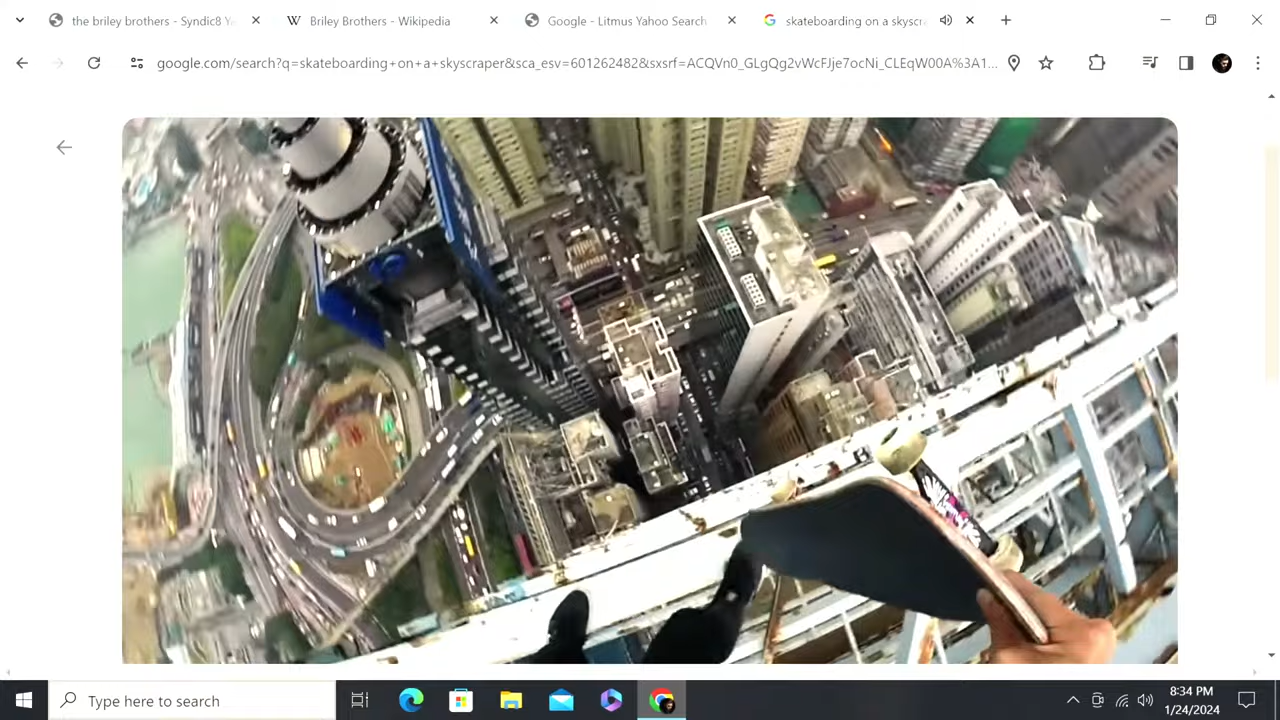 the briley brothers - Syndic8 Ya
Briley Brothers - Wikipedia
Google - Litmus Yahoo Search
skateboarding on a skyscr
google.com/search?q=skateboarding+on+a+skyscraper&sca_esv=601262482&sxsrf=ACQVn0_GLgQg2vWcFJje7ocNi_CLEqW00A%3A1...
Type here to search
8:34 PM
1/24/2024